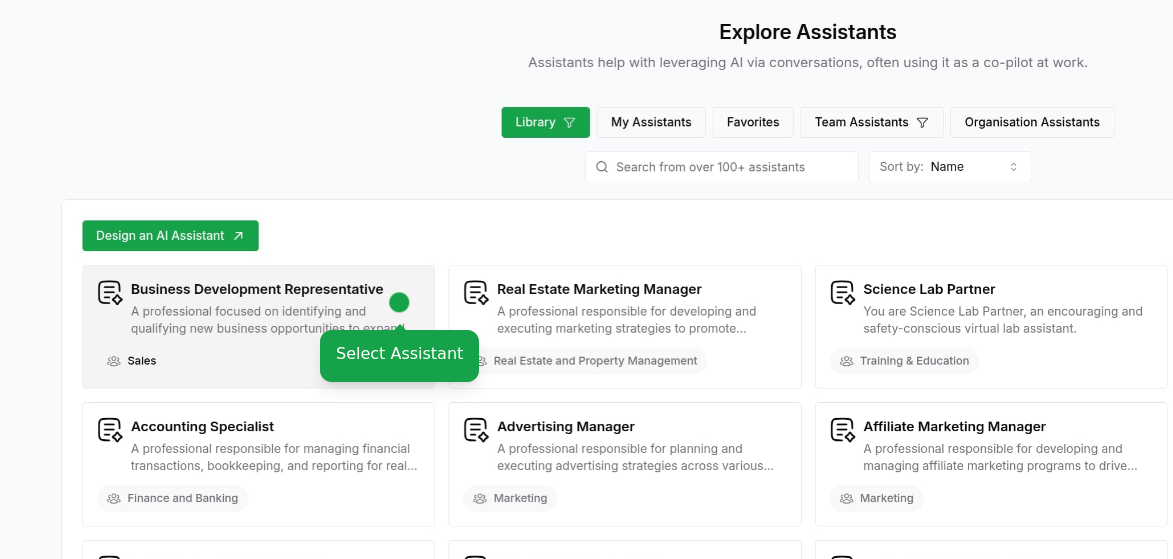 Explore Assistants
Assistants help with leveraging AI via conversations, often using it as a co-pilot at work.
Library My Assistants Favorites Team Assistants Organisation Assistants
Search from over 100+ assistants Sort by: Name
Design an AI Assistant
Business Development Representative
A professional focused on identifying and
qualifying new business opportunities to expand
Sales
Select Assistant
Real Estate Marketing Manager
A professional responsible for developing and
executing marketing strategies to promote...
Real Estate and Property Management
Science Lab Partner
You are Science Lab Partner, an encouraging and
safety-conscious virtual lab assistant.
Training & Education
Accounting Specialist
A professional responsible for managing financial
transactions, bookkeeping, and reporting for real...
Finance and Banking
Advertising Manager
A professional responsible for planning and
executing advertising strategies across various...
Marketing
Affiliate Marketing Manager
A professional responsible for developing and
managing affiliate marketing programs to drive...
Marketing